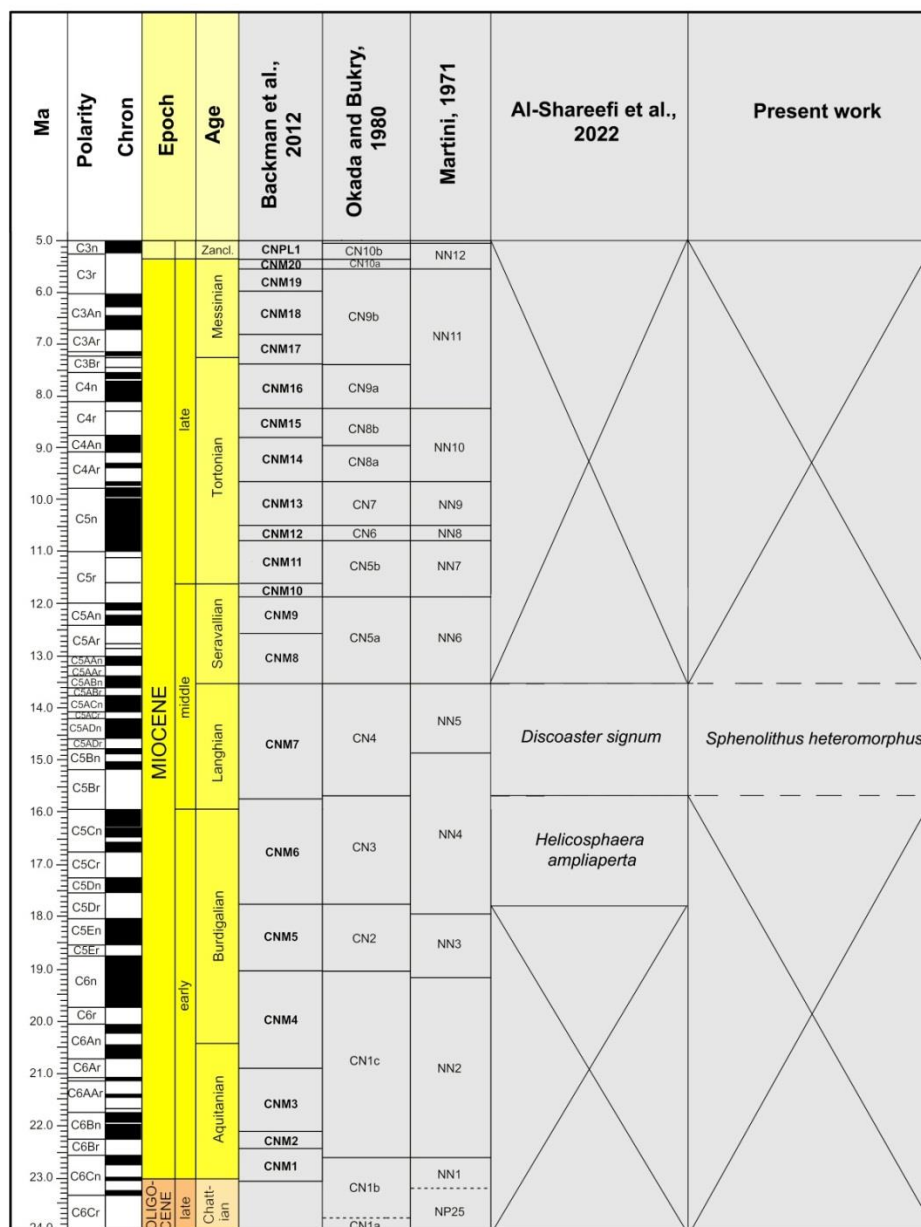 Ma
Polarity
Chron
Epoch
Age
Backman et al.,
2012
Okada and Bukry,
1980
Martini, 1971
Al-Shareefi et al.,
2022
Present work
5.0
6.0
7.0
8.0
9.0
10.0
11.0
12.0
13.0
14.0
15.0
16.0
17.0
18.0
19.0
20.0
21.0
22.0
23.0
24.0
C3n
C3r
C3An
C3Ar
C3Br
C4n
C4r
C4An
C4Ar
C5n
C5r
C5An
C5Ar
C5AAn
C5AAr
C5ABn
C5ABr
C5ACn
C5ACr
C5ADn
C5ADr
C5Bn
C5Br
C5Cn
C5Cr
C5Dn
C5Dr
C5En
C5Er
C6n
C6r
C6An
C6Ar
C6AAr
C6Bn
C6Br
C6Cn
C6Cr
MIOCENE
OLIGO-
CENE
late
middle
early
late
Zancl.
Messinian
Tortonian
Seravallian
Langhian
Burdigalian
Aquitanian
Chatt-
ian
CNPL1
CNM20
CNM19
CNM18
CNM17
CNM16
CNM15
CNM14
CNM13
CNM12
CNM11
CNM10
CNM9
CNM8
CNM7
CNM6
CNM5
CNM4
CNM3
CNM2
CNM1
CN10b
CN10a
CN9b
CN9a
CN8b
CN8a
CN7
CN6
CN5b
CN5a
CN4
CN3
CN2
CN1c
CN1b
CN1a
NN12
NN11
NN10
NN9
NN8
NN7
NN6
NN5
NN4
NN3
NN2
NN1
NP25
Discoaster signum
Helicosphaera
ampliaperta
Sphenolithus heteromorphus